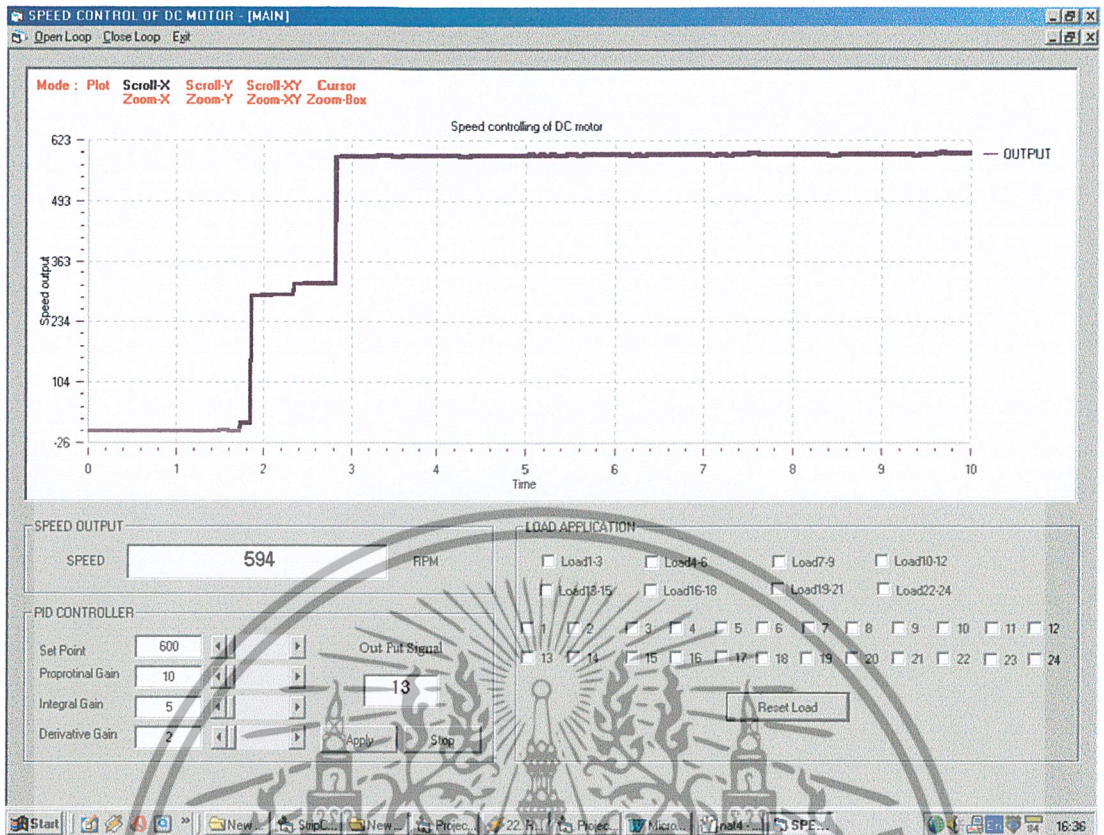 SPEED CONTROL OF DC MOTOR - [MAIN]
Open Loop Close Loop Exit
Mode : Plot Scroll-X Scroll-Y Scroll-XY Cursor
Zoom-X Zoom-Y Zoom-XY Zoom-Box
Speed controlling of DC motor
623
493
363
234
104
-26
Speed output
OUTPUT
0 1 2 3 4 5 6 7 8 9 10
Time
SPEED OUTPUT
SPEED 594 RPM
LOAD APPLICATION
Load1-3 Load4-6 Load7-9 Load10-12
Load13-15 Load16-18 Load19-21 Load22-24
1 2 3 4 5 6 7 8 9 10 11 12
13 14 15 16 17 18 19 20 21 22 23 24
Reset Load
PID CONTROLLER
Set Point 600
Proprotinal Gain 10
Integral Gain 5
Derivative Gain 2
Out Put Signal
13
Apply Stop
Start New ... StripC... New ... Projec... 22. R... Projec... Micro... nat4 - ... SPE... En 84 16:36